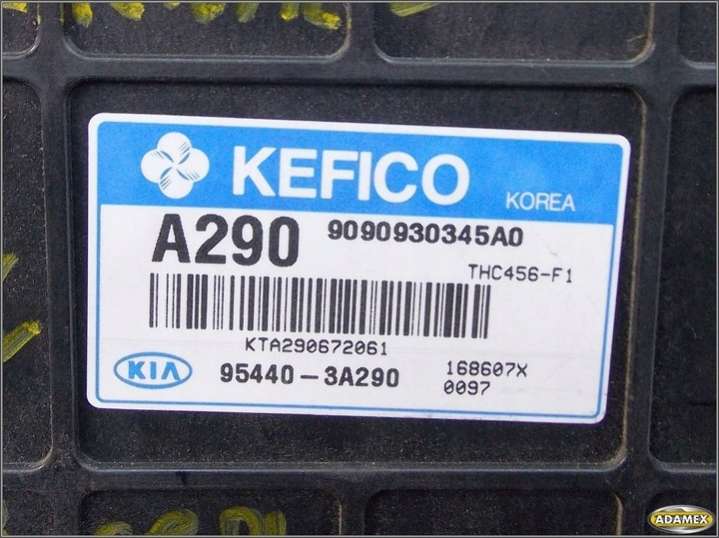 KEFICO
KOREA
A290 9090930345A0
THC456-F1
KTA290672061
KIA 95440-3A290 168607X
0097
ADAMEX